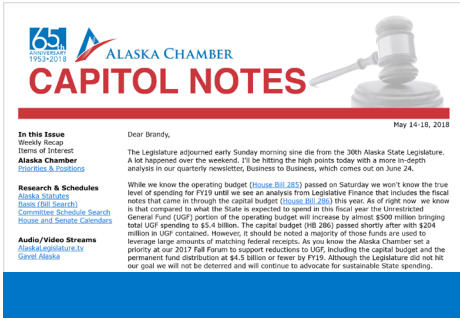 65th
ANNIVERSARY
1953•2018
ALASKA CHAMBER
CAPITOL NOTES
May 14-18, 2018
In this Issue
Weekly Recap
Items of Interest
Alaska Chamber
Priorities & Positions
Research & Schedules
Alaska Statutes
Basis (Bill Search)
Committee Schedule Search
House and Senate Calendars
Audio/Video Streams
AlaskaLegislature.tv
Gavel Alaska
Dear Brandy,
The Legislature adjourned early Sunday morning sine die from the 30th Alaska State Legislature.
A lot happened over the weekend. I'll be hitting the high points today with a more in-depth
analysis in our quarterly newsletter, Business to Business, which comes out on June 24.
While we know the operating budget (House Bill 285) passed on Saturday we won't know the true
level of spending for FY19 until we see an analysis from Legislative Finance that includes the fiscal
notes that came in through the capital budget (House Bill 286) this year. As of right now we know
is that compared to what the State is expected to spend in this fiscal year the Unrestricted
General Fund (UGF) portion of the operating budget will increase by almost $500 million bringing
total UGF spending to $5.4 billion. The capital budget (HB 286) passed shortly after with $204
million in UGF contained. However, it should be noted a majority of those funds are used to
leverage large amounts of matching federal receipts. As you know the Alaska Chamber set a
priority at our 2017 Fall Forum to support reductions to UGF, including the capital budget and the
permanent fund distribution at $4.5 billion or fewer by FY19. Although the Legislature did not hit
our goal we will not be deterred and will continue to advocate for sustainable State spending.